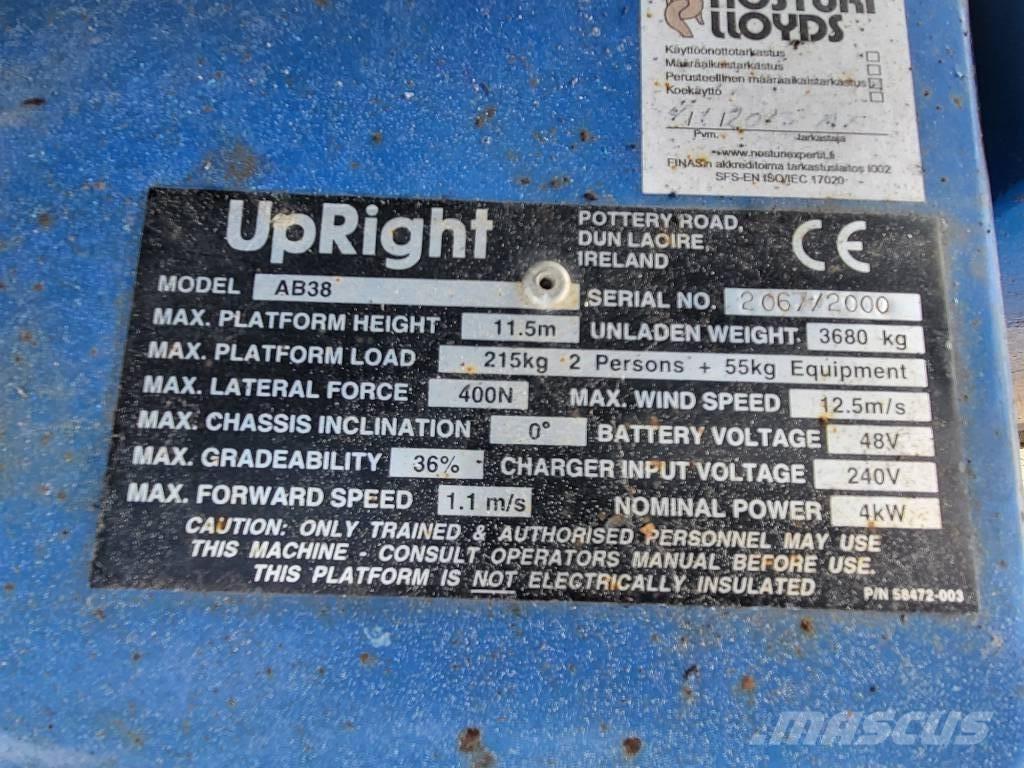 NOSTURI
LLOYDS
Käyttöönottotarkastus
Määräaikaistarkastus
Perusteellinen määräaikaistarkastus
Koekäyttö
Pvm. tarkastaja
www.nosturiexpertit.fi
FINAS:in akkreditoima tarkastuslaitos I002
SFS-EN ISO/IEC 17020
UpRight
POTTERY ROAD,
DUN LAOIRE,
IRELAND
CE
MODEL AB38
SERIAL NO. 2067/2000
MAX. PLATFORM HEIGHT 11.5m UNLADEN WEIGHT. 3680 kg
MAX. PLATFORM LOAD 215kg 2 Persons + 55kg Equipment
MAX. LATERAL FORCE 400N MAX. WIND SPEED 12.5m/s
MAX. CHASSIS INCLINATION 0° BATTERY VOLTAGE 48V
MAX. GRADEABILITY 36% CHARGER INPUT VOLTAGE 240V
MAX. FORWARD SPEED 1.1 m/s NOMINAL POWER 4kW
CAUTION: ONLY TRAINED & AUTHORISED PERSONNEL MAY USE
THIS MACHINE - CONSULT OPERATORS MANUAL BEFORE USE.
THIS PLATFORM IS NOT ELECTRICALLY INSULATED
P/N 58472-003
MASCUS